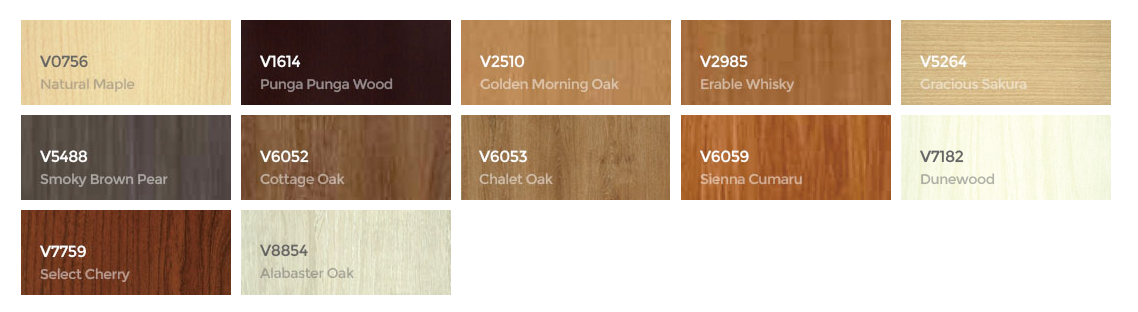 V0756
Natural Maple
V1614
Punga Punga Wood
V2510
Golden Morning Oak
V2985
Erable Whisky
V5264
Gracious Sakura
V5488
Smoky Brown Pear
V6052
Cottage Oak
V6053
Chalet Oak
V6059
Sienna Cumaru
V7182
Dunewood
V7759
Select Cherry
V8854
Alabaster Oak